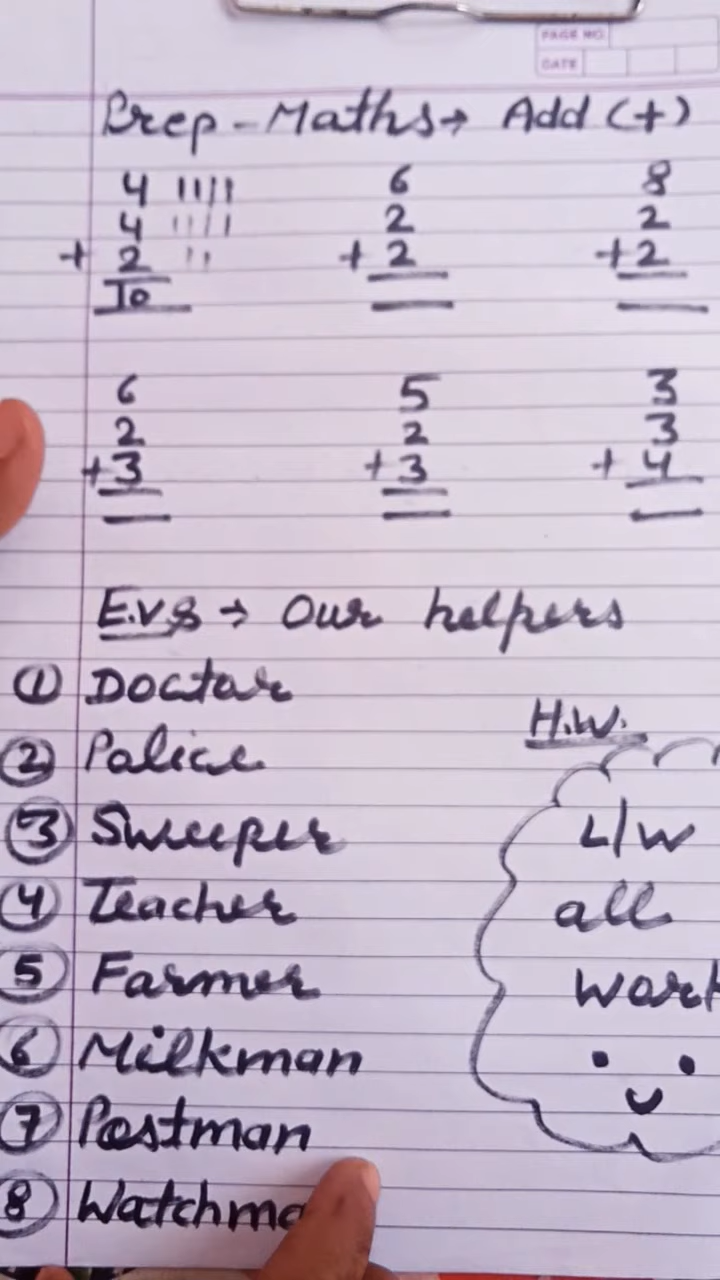 PAGE NO.
DATE
Prep - Maths → Add (+)
4 6 8
4 2 2
+ 2 + 2 + 2
10
6 5 3
2 2 3
+ 3 + 3 + 4
E.V.S → Our helpers
① Doctor
② Police
③ Sweeper
④ Teacher
⑤ Farmer
⑥ Milkman
⑦ Postman
⑧ Watchma
H.W.
L/W
all
work